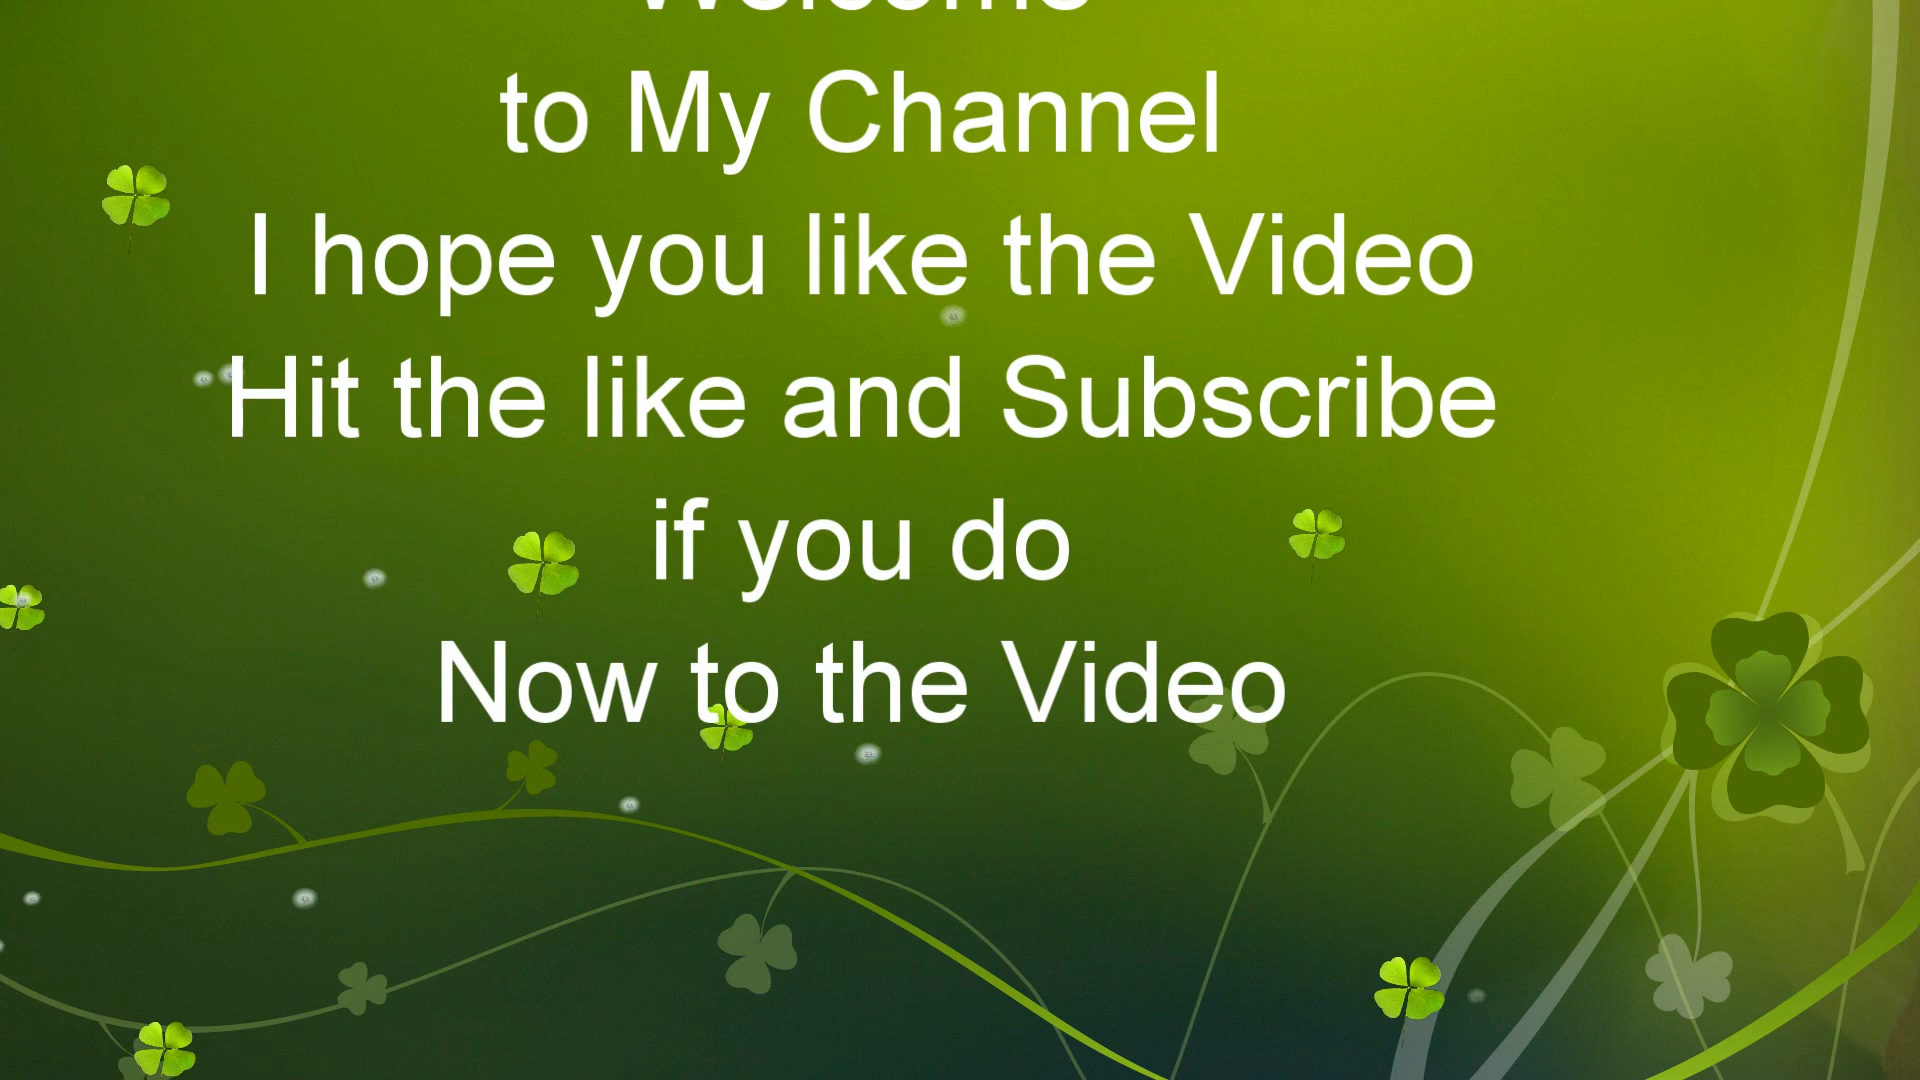 Welcome
to My Channel
I hope you like the Video
Hit the like and Subscribe
if you do
Now to the Video